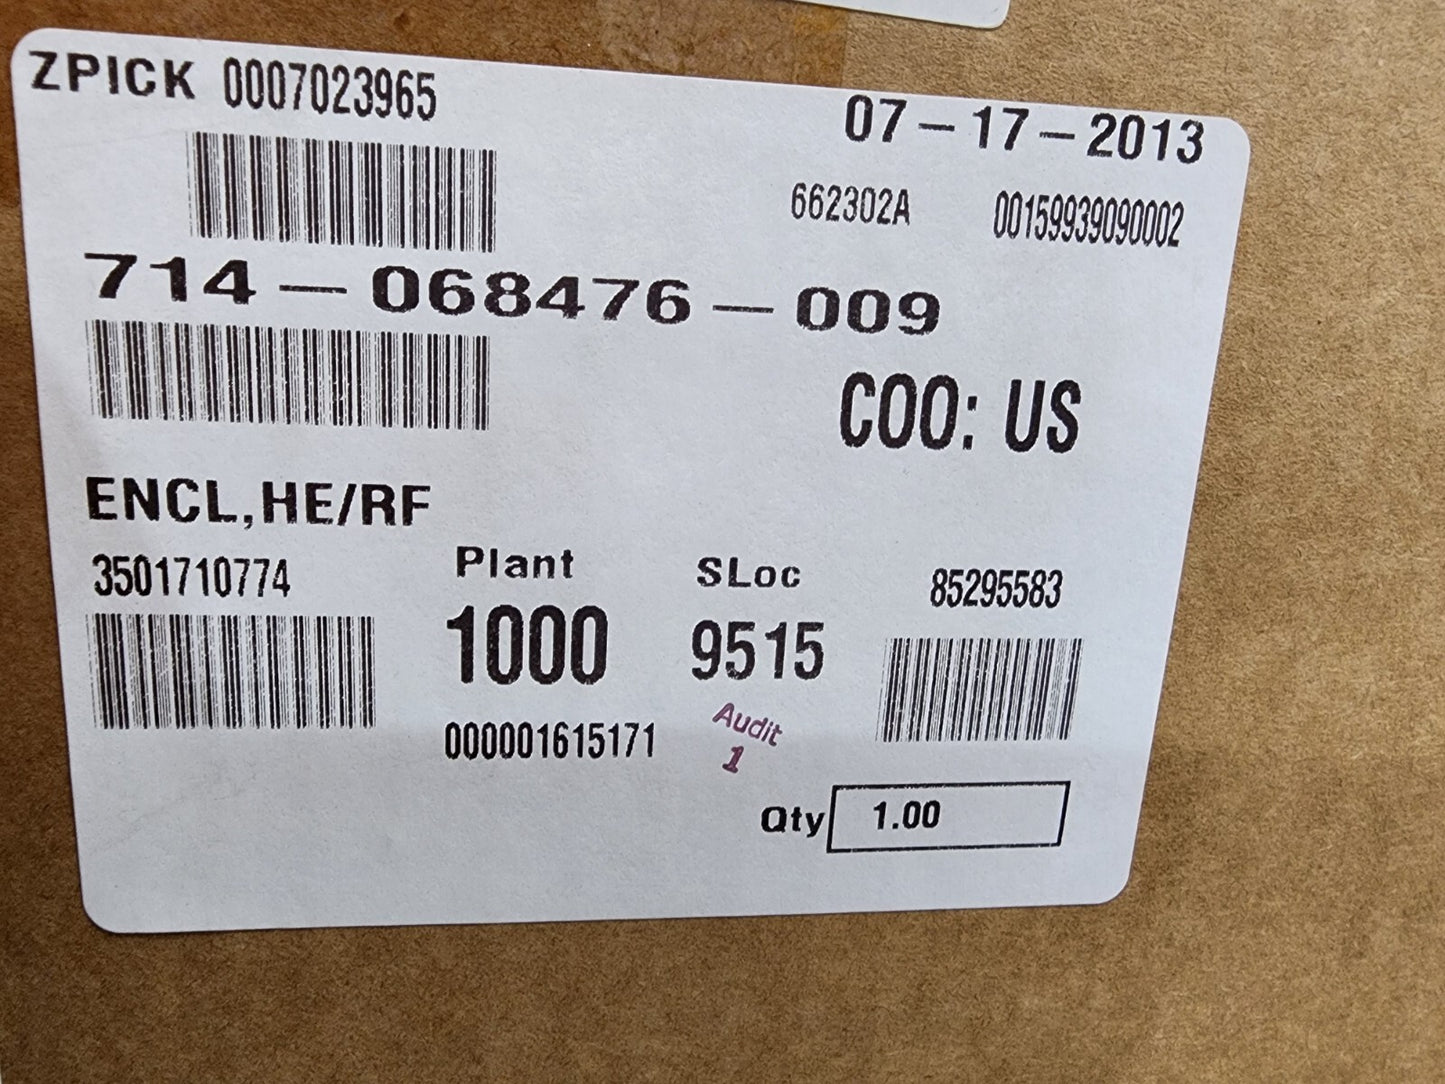 ZPICK 0007023965
07-17-2013
662302A 00159939090002
714-068476-009
COO: US
ENCL,HE/RF
3501710774 Plant SLoc 85295583
1000 9515
000001615171 Audit
1
Qty 1.00